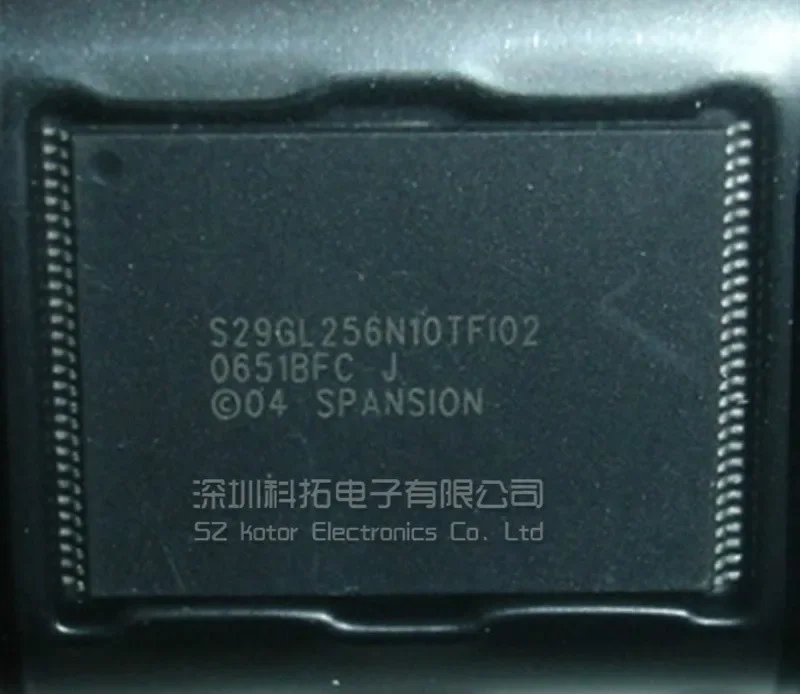 S29GL256N10TFI02
0651BFC J
©04 SPANSION
深圳科拓电子有限公司
SZ Kotor Electronics Co. Ltd